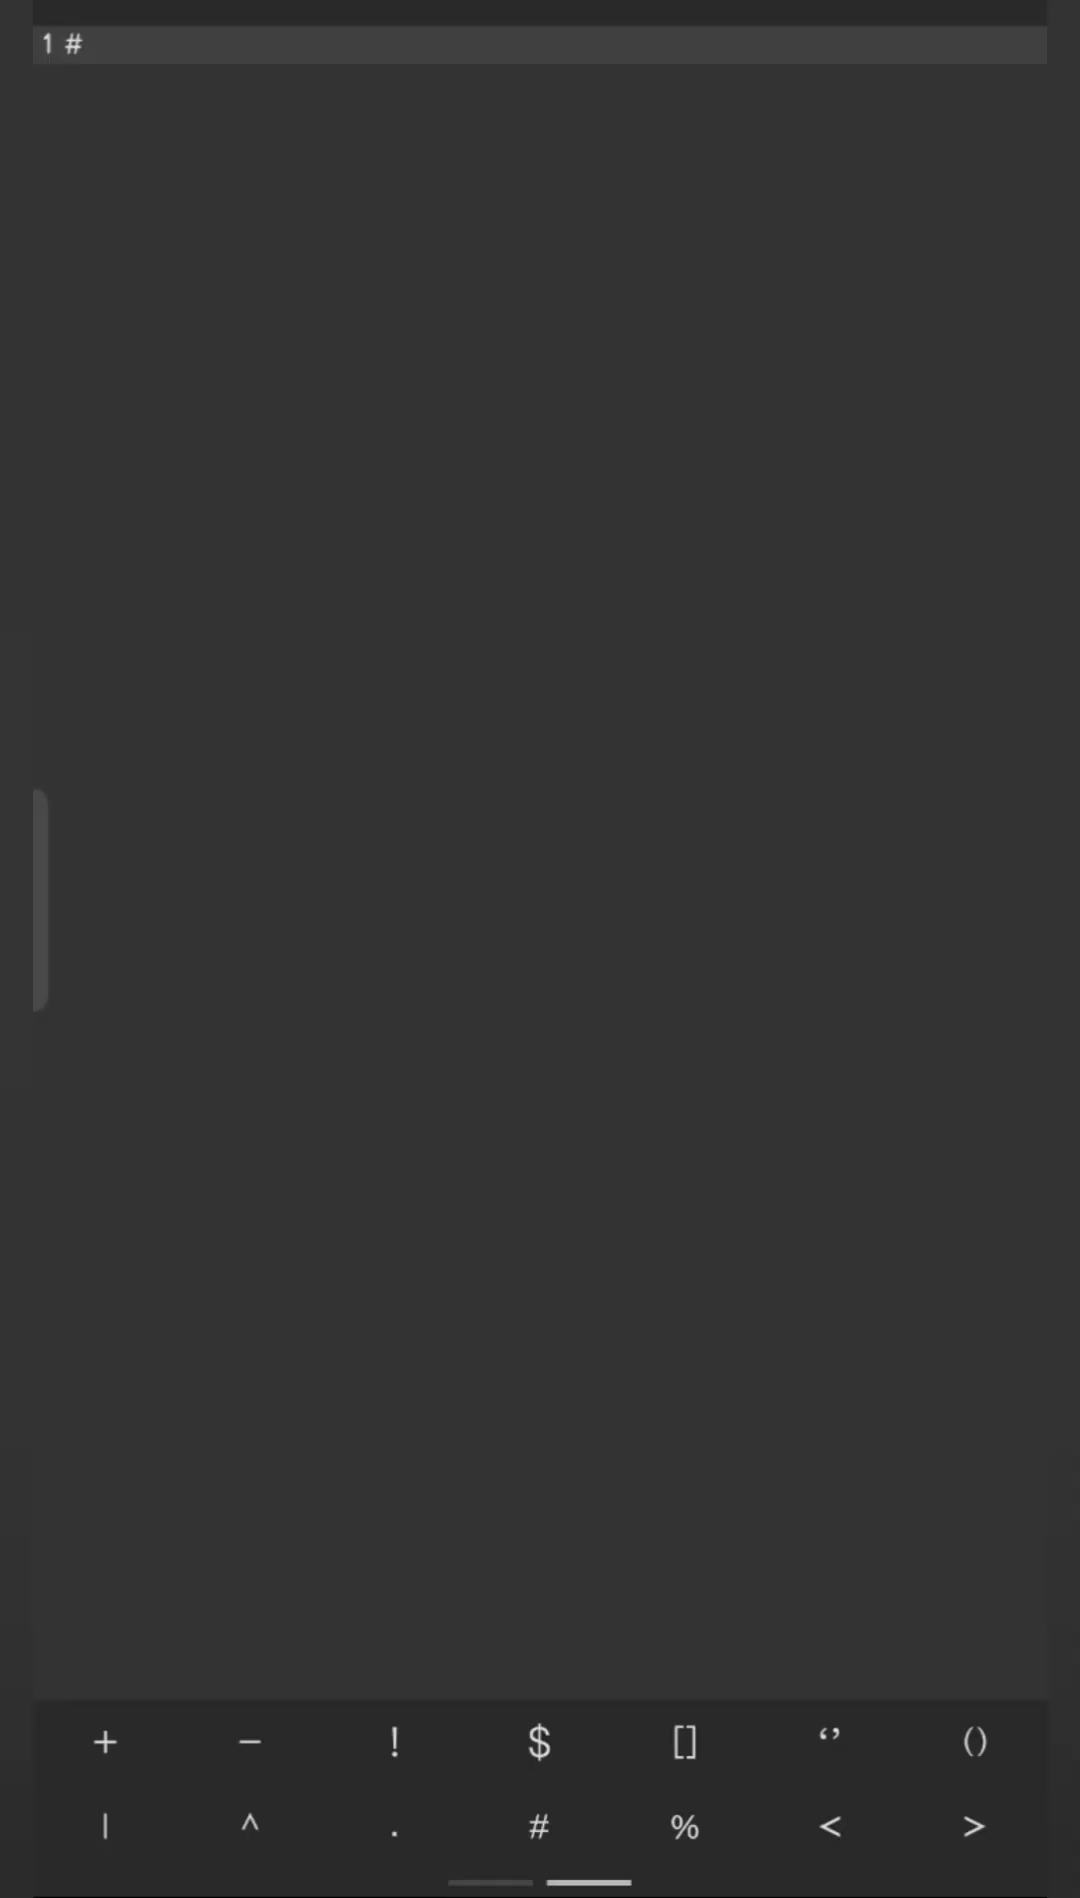 1 #
+ − ! $ [] ‘’ ()
| ^ . # % < >